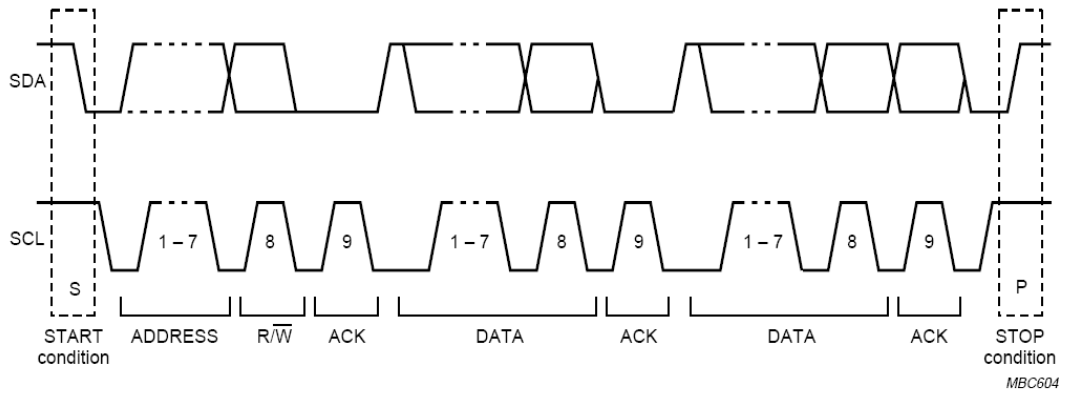 SDA
SCL
1 – 7 8 9 1 – 7 8 9 1 – 7 8 9
S P
START condition ADDRESS R/W̅ ACK DATA ACK DATA ACK STOP condition
MBC604